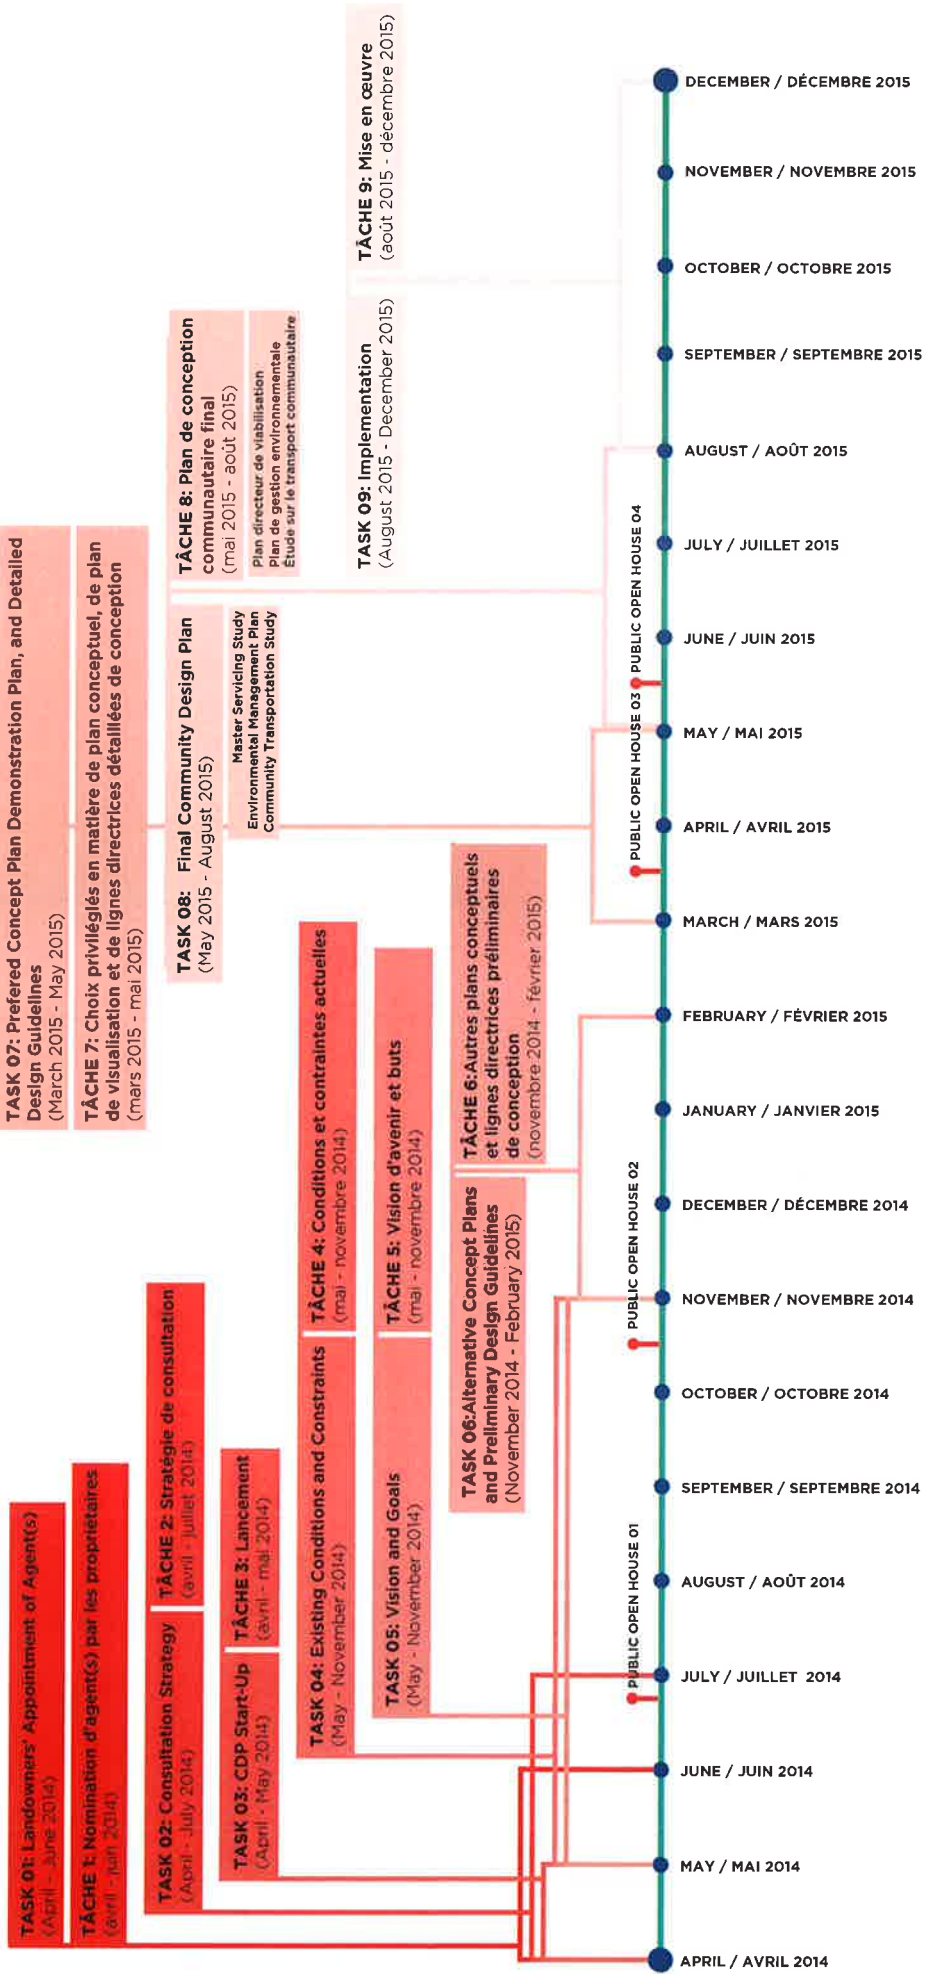 TASK 01: Landowners' Appointment of Agent(s)
(April - June 2014)
TÂCHE 1: Nomination d'agent(s) par les propriétaires
(avril - juin 2014)
TASK 02: Consultation Strategy
(April - July 2014)
TÂCHE 2: Stratégie de consultation
(avril - juillet 2014)
TASK 03: CDP Start-Up
(April - May 2014)
TÂCHE 3: Lancement
(avril - mai 2014)
TASK 04: Existing Conditions and Constraints
(May - November 2014)
TÂCHE 4: Conditions et contraintes actuelles
(mai - novembre 2014)
TASK 05: Vision and Goals
(May - November 2014)
TÂCHE 5: Vision d'avenir et buts
(mai - novembre 2014)
TASK 06:Alternative Concept Plans
and Preliminary Design Guidelines
(November 2014 - February 2015)
TÂCHE 6:Autres plans conceptuels
et lignes directrices préliminaires
de conception
(novembre 2014 - février 2015)
TASK 07: Prefered Concept Plan Demonstration Plan, and Detailed
Design Guidelines
(March 2015 - May 2015)
TÂCHE 7: Choix priviléglés en matière de plan conceptuel, de plan
de visualisation et de lignes directrices détaillées de conception
(mars 2015 - mai 2015)
TASK 08: Final Community Design Plan
(May 2015 - August 2015)
Master Servicing Study
Environmental Management Plan
Community Transportation Study
TÂCHE 8: Plan de conception
communautaire final
(mai 2015 - août 2015)
Plan directeur de viabilisation
Plan de gestion environnementale
Étude sur le transport communautaire
TASK 09: Implementation
(August 2015 - December 2015)
TÂCHE 9: Mise en œuvre
(août 2015 - décembre 2015)
PUBLIC OPEN HOUSE 01
PUBLIC OPEN HOUSE 02
PUBLIC OPEN HOUSE 03
PUBLIC OPEN HOUSE 04
DECEMBER / DÉCEMBRE 2015
NOVEMBER / NOVEMBRE 2015
OCTOBER / OCTOBRE 2015
SEPTEMBER / SEPTEMBRE 2015
AUGUST / AOÛT 2015
JULY / JUILLET 2015
JUNE / JUIN 2015
MAY / MAI 2015
APRIL / AVRIL 2015
MARCH / MARS 2015
FEBRUARY / FÉVRIER 2015
JANUARY / JANVIER 2015
DECEMBER / DÉCEMBRE 2014
NOVEMBER / NOVEMBRE 2014
OCTOBER / OCTOBRE 2014
SEPTEMBER / SEPTEMBRE 2014
AUGUST / AOÛT 2014
JULY / JUILLET 2014
JUNE / JUIN 2014
MAY / MAI 2014
APRIL / AVRIL 2014